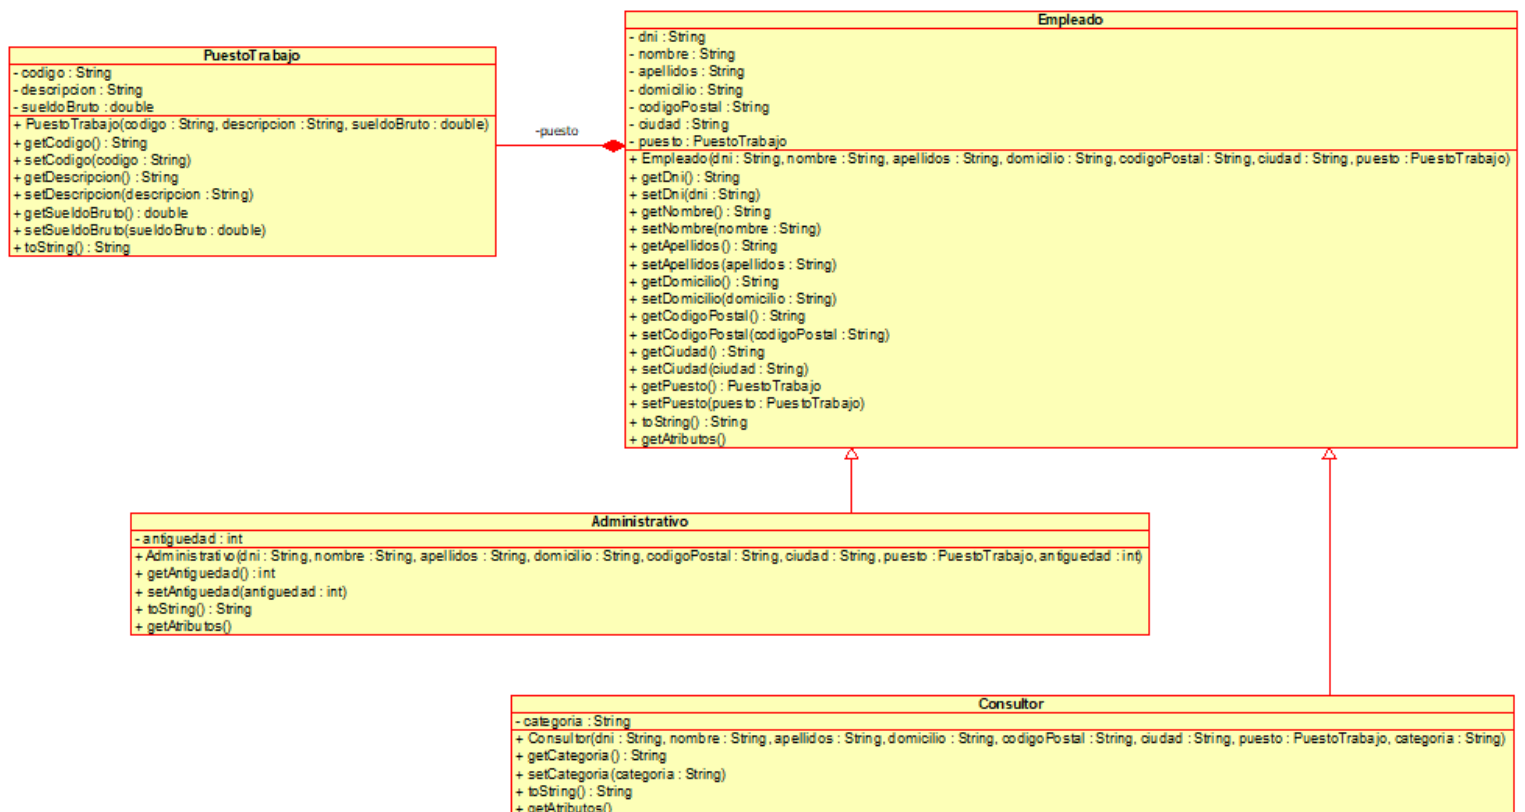 PuestoTrabajo
- codigo : String
- descripcion : String
- sueldoBruto : double
+ PuestoTrabajo(codigo : String, descripcion : String, sueldoBruto : double)
+ getCodigo() : String
+ setCodigo(codigo : String)
+ getDescripcion() : String
+ setDescripcion(descripcion : String)
+ getSueldoBruto() : double
+ setSueldoBruto(sueldoBruto : double)
+ toString() : String
-puesto
Empleado
- dni : String
- nombre : String
- apellidos : String
- domicilio : String
- codigoPostal : String
- ciudad : String
- puesto : PuestoTrabajo
+ Empleado(dni : String, nombre : String, apellidos : String, domicilio : String, codigoPostal : String, ciudad : String, puesto : PuestoTrabajo)
+ getDni() : String
+ setDni(dni : String)
+ getNombre() : String
+ setNombre(nombre : String)
+ getApellidos() : String
+ setApellidos(apellidos : String)
+ getDomicilio() : String
+ setDomicilio(domicilio : String)
+ getCodigoPostal() : String
+ setCodigoPostal(codigoPostal : String)
+ getCiudad() : String
+ setCiudad(ciudad : String)
+ getPuesto() : PuestoTrabajo
+ setPuesto(puesto : PuestoTrabajo)
+ toString() : String
+ getAtributos()
Administrativo
- antiguedad : int
+ Administrativo(dni : String, nombre : String, apellidos : String, domicilio : String, codigoPostal : String, ciudad : String, puesto : PuestoTrabajo, antiguedad : int)
+ getAntiguedad() : int
+ setAntiguedad(antiguedad : int)
+ toString() : String
+ getAtributos()
Consultor
- categoria : String
+ Consultor(dni : String, nombre : String, apellidos : String, domicilio : String, codigoPostal : String, ciudad : String, puesto : PuestoTrabajo, categoria : String)
+ getCategoria() : String
+ setCategoria(categoria : String)
+ toString() : String
+ getAtributos()